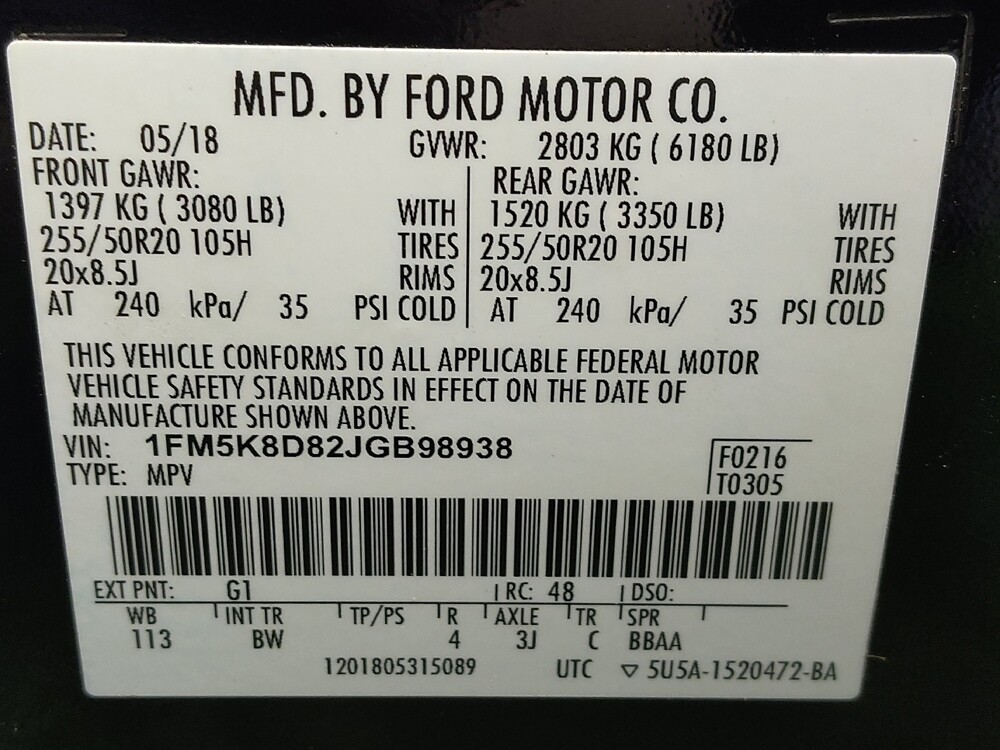 MFD. BY FORD MOTOR CO.
DATE: 05/18 GVWR: 2803 KG ( 6180 LB)
FRONT GAWR: REAR GAWR:
1397 KG ( 3080 LB) WITH 1520 KG ( 3350 LB) WITH
255/50R20 105H TIRES 255/50R20 105H TIRES
20x8.5J RIMS 20x8.5J RIMS
AT 240 kPa/ 35 PSI COLD AT 240 kPa/ 35 PSI COLD
THIS VEHICLE CONFORMS TO ALL APPLICABLE FEDERAL MOTOR
VEHICLE SAFETY STANDARDS IN EFFECT ON THE DATE OF
MANUFACTURE SHOWN ABOVE.
VIN: 1FM5K8D82JGB98938 F0216
TYPE: MPV T0305
EXT PNT: G1 RC: 48 DSO:
WB INT TR TP/PS R AXLE TR SPR
113 BW 4 3J C BBAA
1201805315089 UTC ▽ 5U5A-1520472-BA